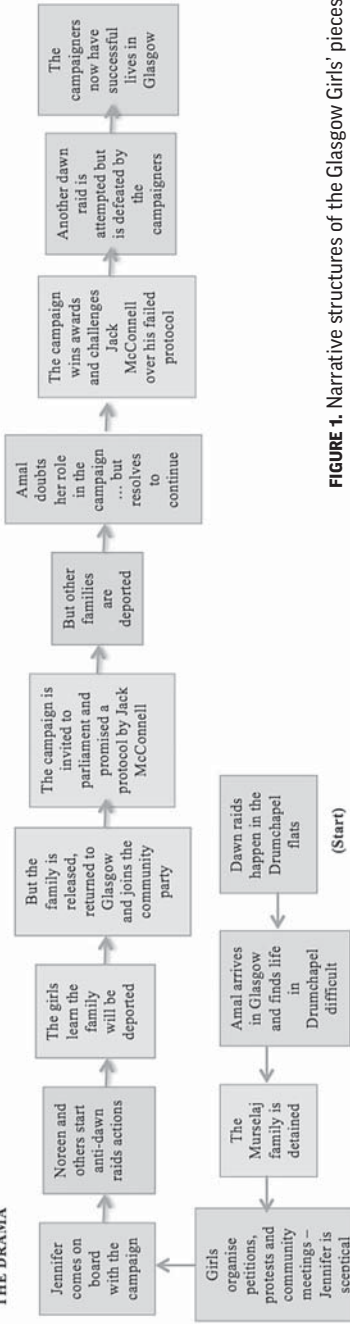 THE DRAMA
(Start)
Dawn raids
happen in the
Drumchapel
flats
Amal arrives
in Glasgow
and finds life
in
Drumchapel
difficult
The
Murselaj
family is
detained
Girls
organise
petitions,
protests and
community
meetings –
Jennifer is
sceptical
Jennifer
comes on
board
with the
campaign
Noreen and
others start
anti-dawn
raids actions
The girls
learn the
family
will be
deported
But the
family is
released,
returned to
Glasgow
and joins the
community
party
The campaign is
invited to
parliament and
promised a
protocol by Jack
McConnell
But other
families
are
deported
Amal
doubts
her role
in the
campaign
... but
resolves
to
continue
The campaign
wins awards
and challenges
Jack
McConnell
over his failed
protocol
Another dawn
raid is
attempted but
is defeated by
the
campaigners
The
campaigners
now have
successful
lives in
Glasgow
FIGURE 1. Narrative structures of the Glasgow Girls' pieces